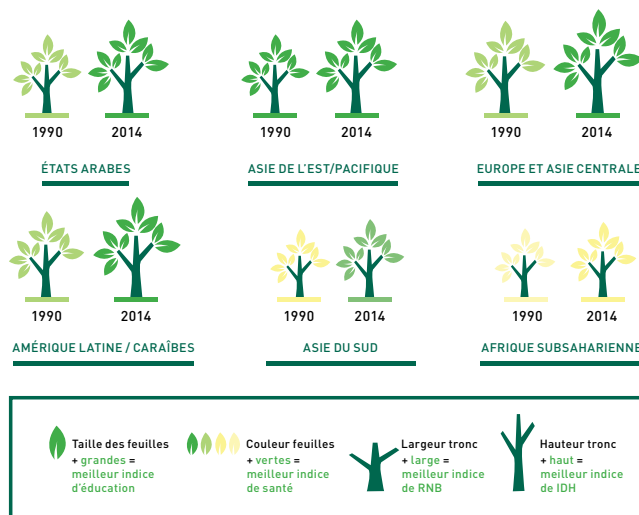 1990
2014
1990
2014
1990
2014
ÉTATS ARABES
ASIE DE L'EST/PACIFIQUE
EUROPE ET ASIE CENTRALE
1990
2014
1990
2014
1990
2014
AMÉRIQUE LATINE / CARAÏBES
ASIE DU SUD
AFRIQUE SUBSAHARIENNE
Taille des feuilles
+ grandes =
meilleur indice
d'éducation
Couleur feuilles
+ vertes =
meilleur indice
de santé
Largeur tronc
+ large =
meilleur indice
de RNB
Hauteur tronc
+ haut =
meilleur indice
de IDH